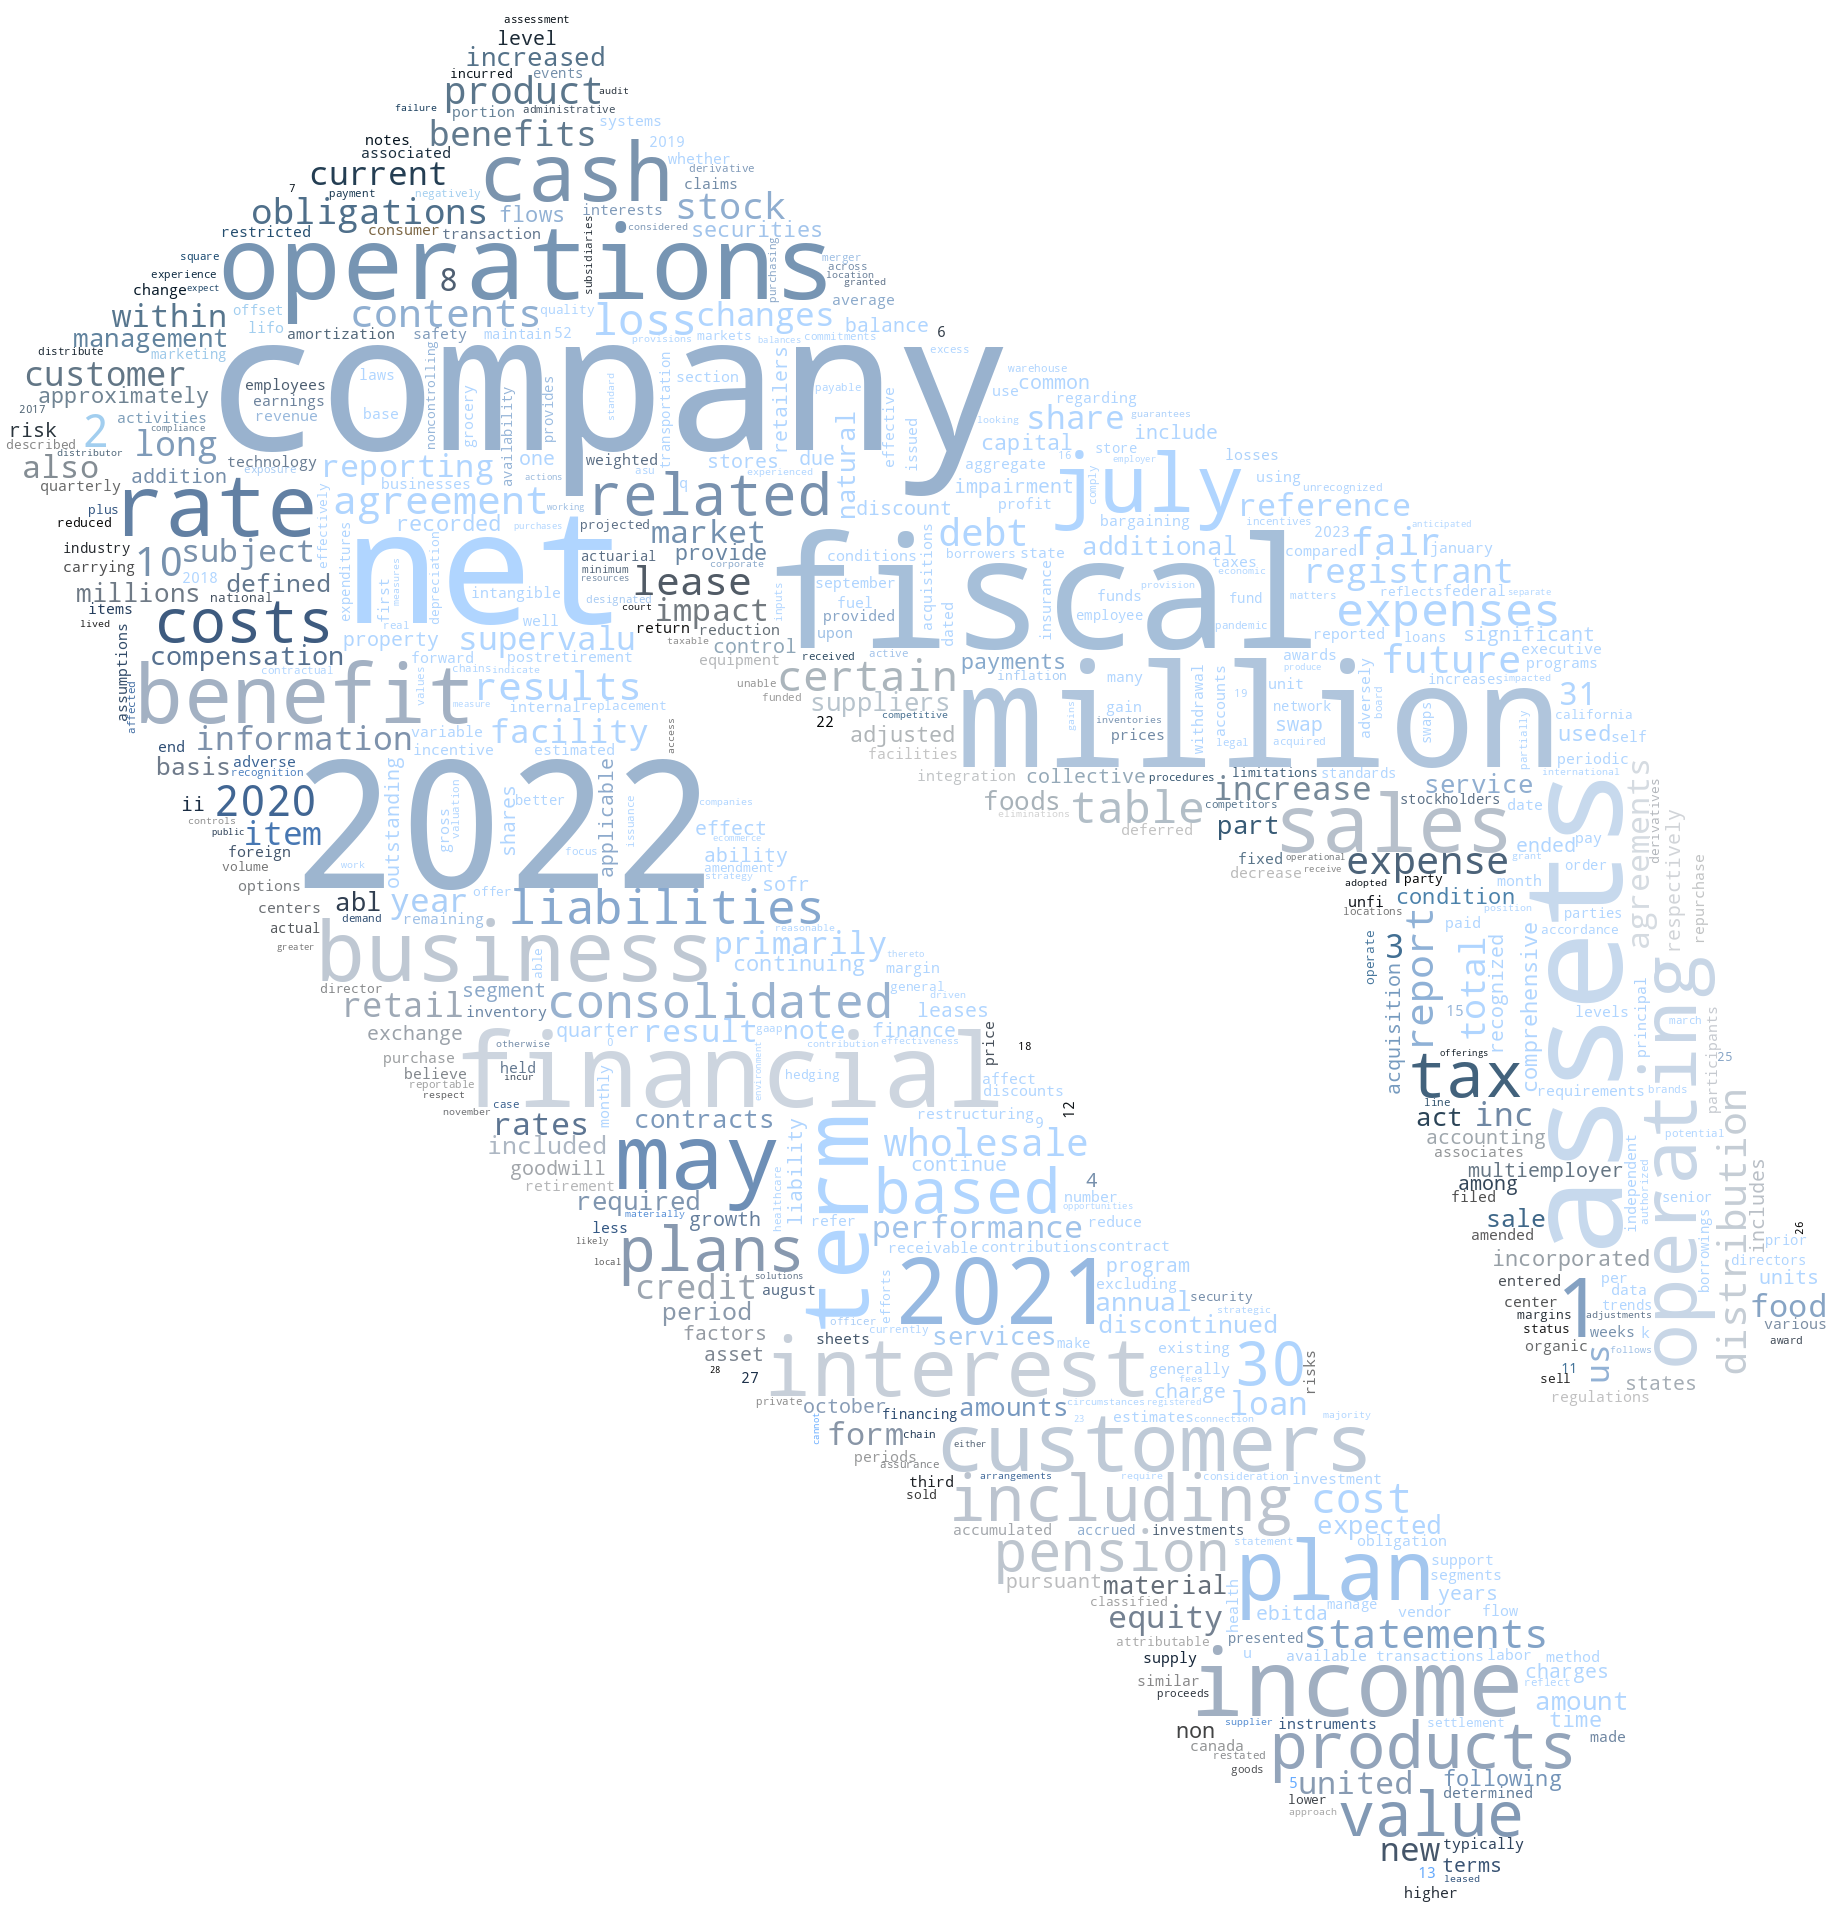 assessment
level
increased
incurred events
product audit
failure portion administrative
benefits systems
notes 2019
associated whether
cash derivative
current claims
7 payment negatively
obligations flows interests stock
restricted consumer transaction subsidiaries considered securities
square operations purchasing merger
experience 8 across
location
change expect granted
within offset contents quality loss changes average
lifo balance
management amortization safety maintain 52 provisions markets balances commitments 6
distribute marketing company excess
customer employees laws noncontrolling grocery availability provides standard transportation section retailers payable effective warehouse
approximately earnings base use common
2017 2 activities revenue natural issued looking share regarding guarantees
risk compliance
described distributor long technology one weighted stores due capital store include
also addition reporting businesses actions asu experienced aggregate 16 employer losses
quarterly rate agreement working related q discount impairment july comply using unrecognized
plus effectively recorded purchases projected market profit reference
reduced expenditures bargaining incentives 2023 anticipated
industry 10 subject net actuarial provide conditions acquisitions debt borrowers state additional compared fair january
carrying 2018 measures depreciation minimum corporate fiscal insurance taxes
millions defined first intangible resources lease september economic registrant
national designated inputs fuel dated funds provision fund matters reflects federal separate
items costs real well court impact provided employee pandemic expenses
lived property supervalu return reduction upon reported loans significant
assumptions compensation forward postretirement taxable control active awards executive
affected contractual chains indicate equipment received payments produce future programs
benefit values results unable certain inflation many withdrawal accounts 19 unit increases impacted
measure internal replacement funded suppliers million gains gain network adversely board 31
information variable facility access 22 competitive inventories swap swaps california
end incentive estimated adjusted prices legal acquired partially used self
basis adverse facilities periodic
recognition outstanding applicable integration collective procedures limitations standards international
ii 2020 2022 gross valuation shares better issuance companies foods table increase service agreements derivatives
controls eliminations competitors stockholders date
public item effect deferred part sales
foreign ecommerce ended pay respectively
volume work focus ability fixed operational expense grant order repurchase
amendment decrease receive
options strategy adopted party month
abl year offer sofr unfi condition
centers demand remaining liabilities locations position parties
actual reasonable report paid accordance
greater business able primarily thereto operate 3 total recognized comprehensive assets
director segment continuing margin acquisition principal
retail inventory consolidated general levels operating
exchange quarter result gaap note finance driven leases 15 march participants
purchase otherwise environment contribution effectiveness price 18 offerings 25
believe held financial hedging affect tax requirements brands
reportable incur discounts
respect
november case monthly restructuring 12 line
rates contracts liability 9 act inc distribution
included term wholesale accounting independent potential
goodwill may continue associates
retirement healthcare based 4 multiemployer authorized includes
required number among senior
materially growth refer opportunities filed
less performance reduce sale 26
likely plans receivable contributions contract amended borrowings prior
local incorporated directors
credit solutions 2021 program entered per units
august efforts excluding security data
period officer annual strategic center 1 trends food
factors currently discontinued margins adjustments various
sheets services make status weeks k award
asset existing 30 risks organic us follows
28 27 interest generally 11
fees sell states
private october charge loan regulations
financing amounts circumstances registered
cannot form chain 23 estimates connection majority
periods either customers
assurance
third arrangements require consideration investment
sold including cost
accumulated accrued investments expected
pension statement obligation
plan support
pursuant material segments
classified health years
equity ebitda manage vendor flow
attributable presented statements
supply u available transactions labor method
similar income charges
proceeds reflect
amount
non supplier instruments settlement time
canada products made
restated
goods
5 united following
lower determined
approach value
new typically
13 terms
leased
higher